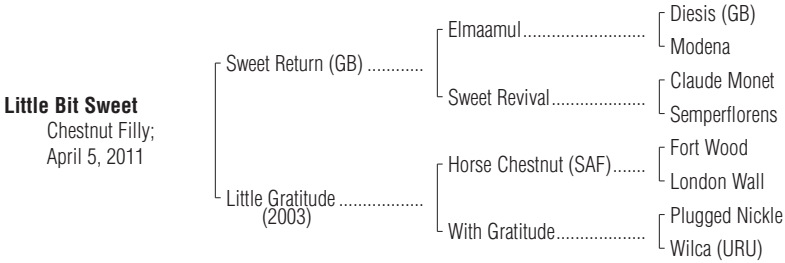 Little Bit Sweet
Chestnut Filly;
April 5, 2011
Sweet Return (GB) ............
Little Gratitude ..................
(2003)
Elmaamul..........................
Sweet Revival....................
Horse Chestnut (SAF).......
With Gratitude...................
Diesis (GB)
Modena
Claude Monet
Semperflorens
Fort Wood
London Wall
Plugged Nickle
Wilca (URU)